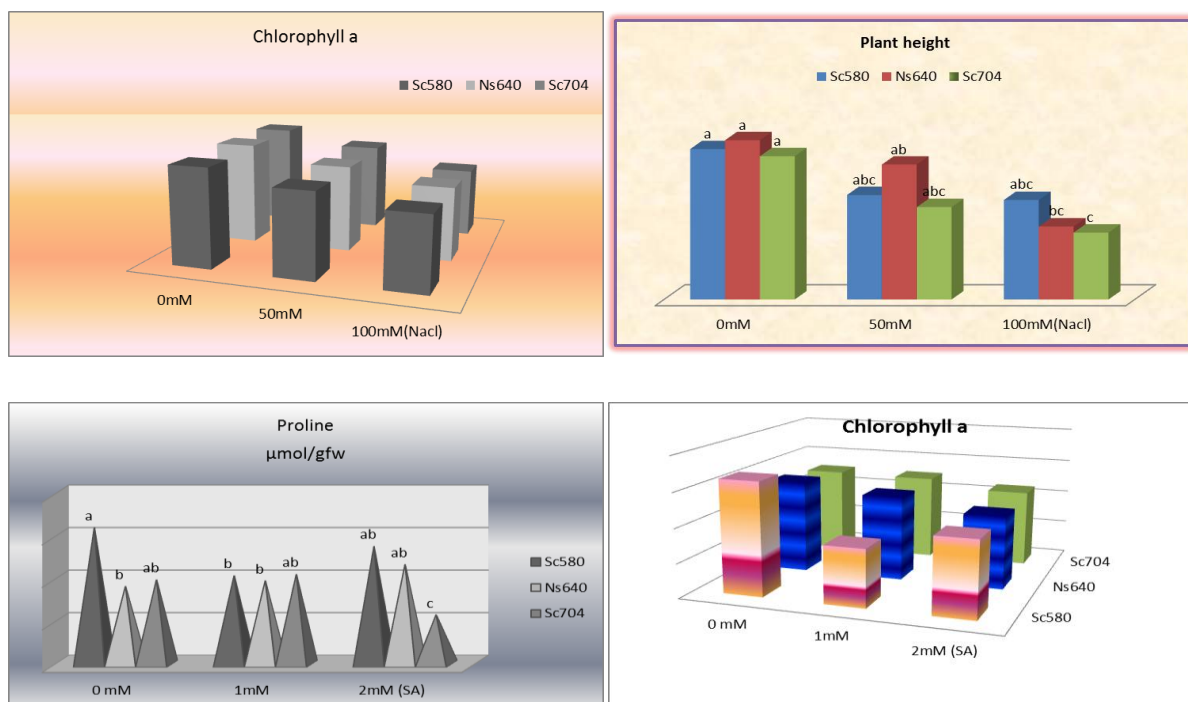 Chlorophyll a
Sc580 Ns640 Sc704
0mM
50mM
100mM(Nacl)
Plant height
Sc580 Ns640 Sc704
a a a
abc ab abc
abc bc c
0mM 50mM 100mM(Nacl)
Proline
µmol/gfw
a b ab
b ab ab
ab ab c
Sc580
Ns640
Sc704
0 mM 1mM 2mM (SA)
Chlorophyll a
Sc704
Ns640
Sc580
0 mM
1mM
2mM (SA)